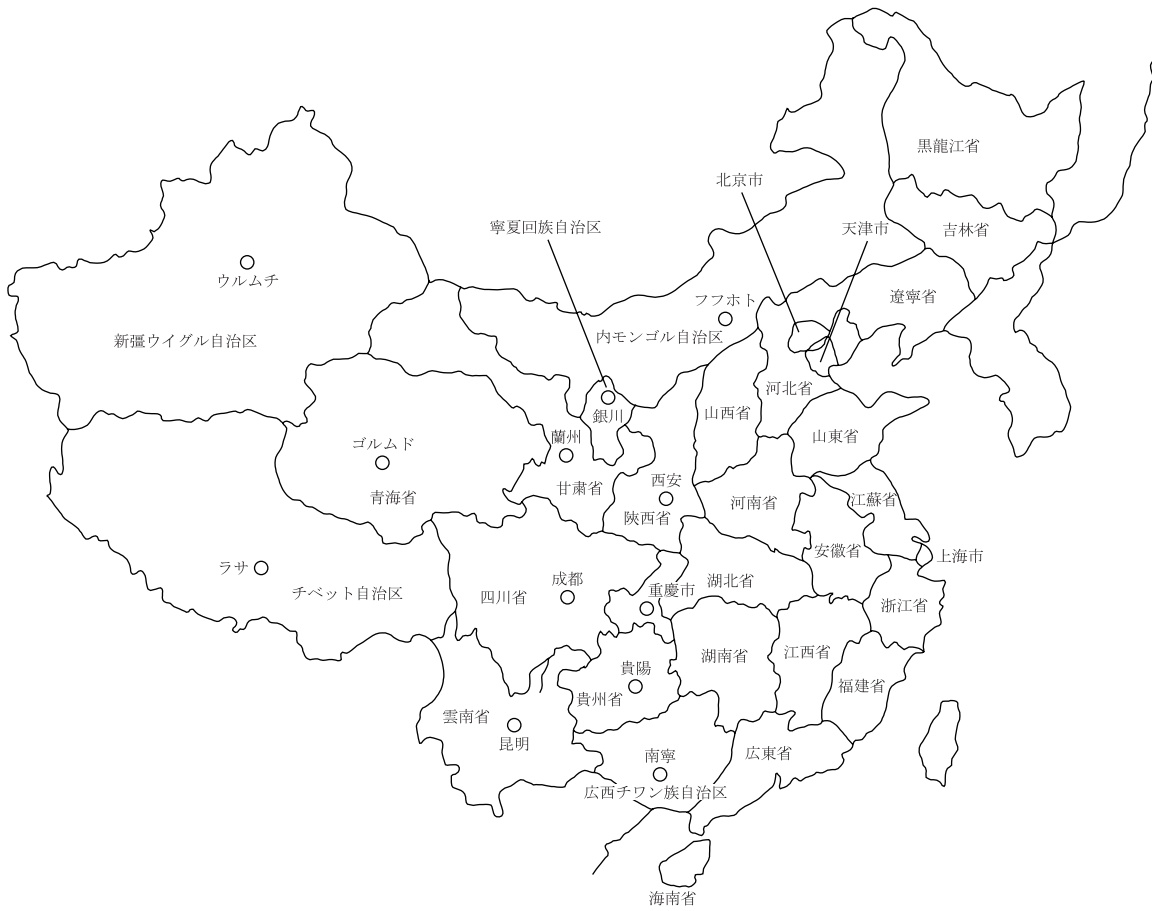 黒龍江省
北京市
吉林省
天津市
寧夏回族自治区
ウルムチ
遼寧省
フフホト
新彊ウイグル自治区
内モンゴル自治区
河北省
銀川
山西省
山東省
蘭州
ゴルムド
西安
甘粛省
青海省
河南省
江蘇省
陝西省
安徽省
上海市
ラサ
チベット自治区
成都
四川省
重慶市
湖北省
浙江省
湖南省
江西省
貴陽
福建省
貴州省
雲南省
昆明
南寧
広東省
広西チワン族自治区
海南省